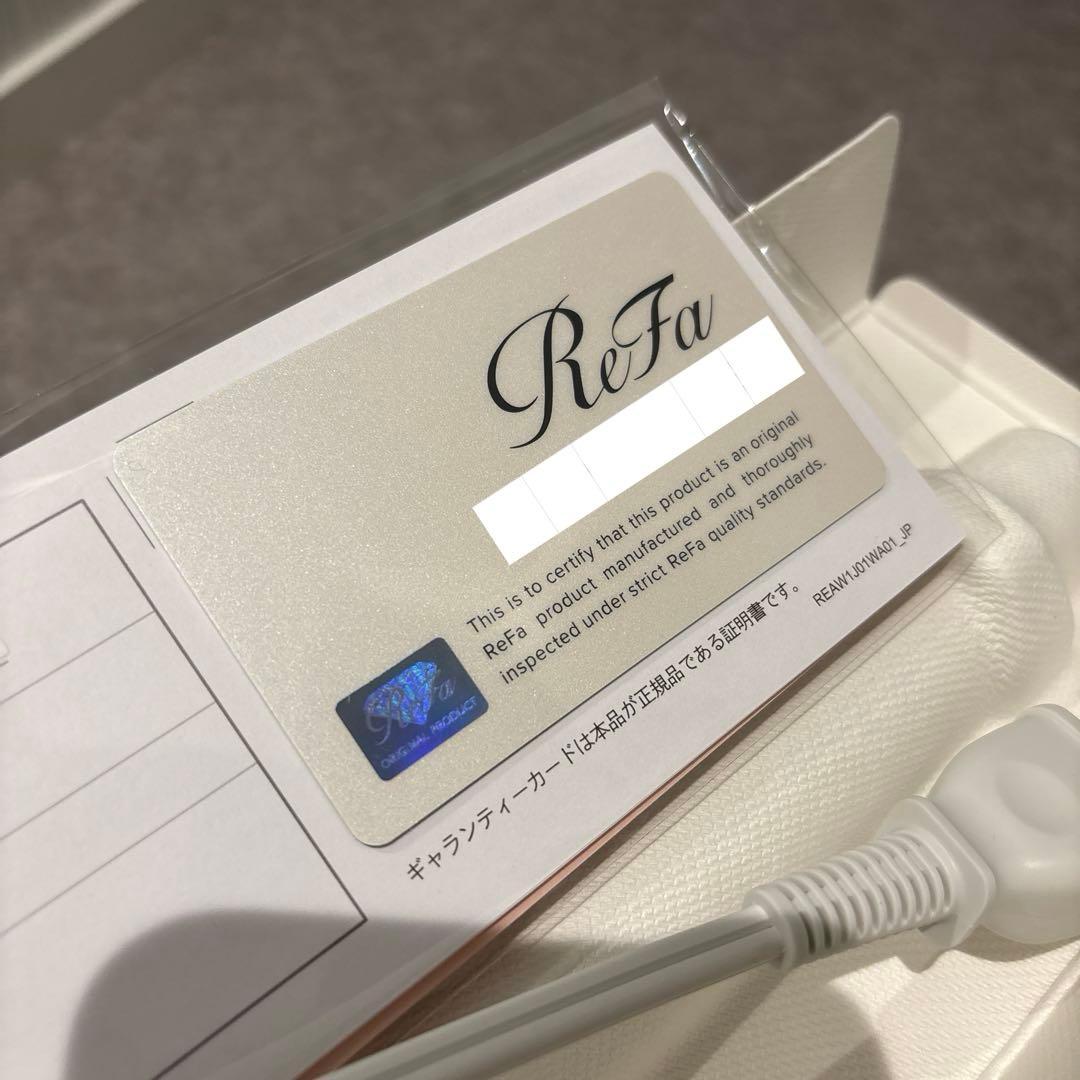 ReFa
This is to certify that this product is an original
ReFa product manufactured and thoroughly
inspected under strict ReFa quality standards.
ReFa
ORIGINAL PRODUCT
ギャランティーカードは本品が正規品である証明書です。
REAW1J01WA01_JP